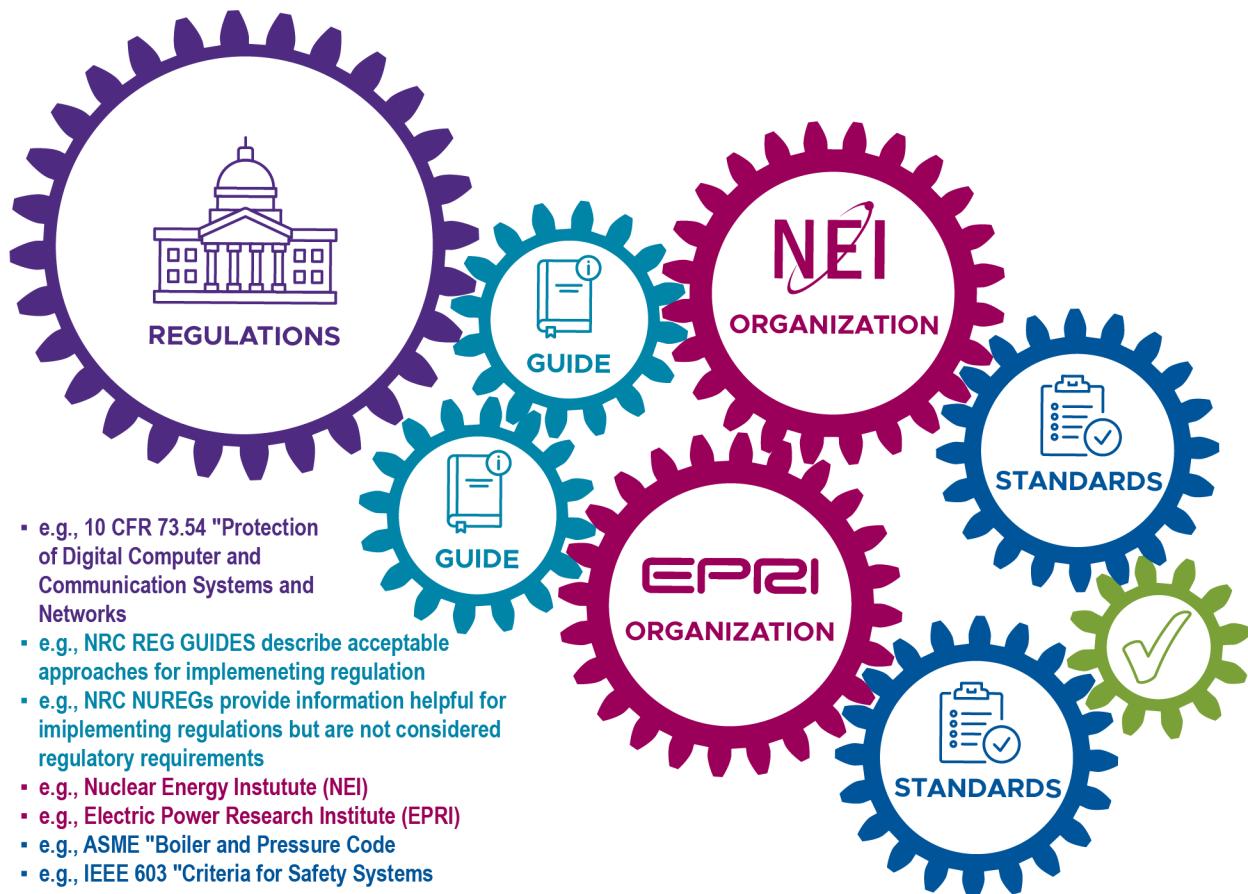 REGULATIONS
GUIDE
NEI
ORGANIZATION
STANDARDS
GUIDE
EPRI
ORGANIZATION
STANDARDS
▪ e.g., 10 CFR 73.54 "Protection
of Digital Computer and
Communication Systems and
Networks
▪ e.g., NRC REG GUIDES describe acceptable
approaches for implemeneting regulation
▪ e.g., NRC NUREGs provide information helpful for
imiplementing regulations but are not considered
regulatory requirements
▪ e.g., Nuclear Energy Instutute (NEI)
▪ e.g., Electric Power Research Institute (EPRI)
▪ e.g., ASME "Boiler and Pressure Code
▪ e.g., IEEE 603 "Criteria for Safety Systems